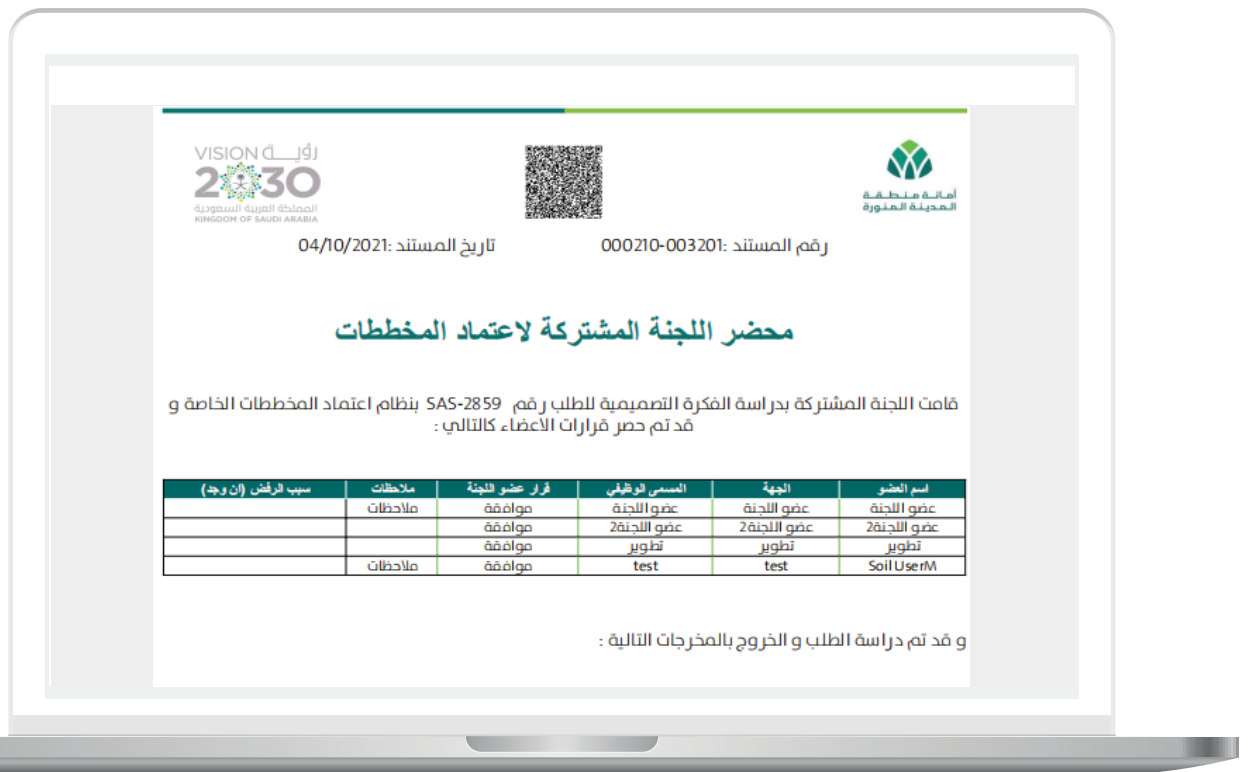 أمانة منطقة
المدينة المنورة
VISION رؤيـــة
2030
المملكة العربية السعودية
KINGDOM OF SAUDI ARABIA
رقم المستند :003201-000210 تاريخ المستند :04/10/2021
محضر اللجنة المشتركة لاعتماد المخططات
قامت اللجنة المشتركة بدراسة الفكرة التصميمية للطلب رقم SAS-2859 بنظام اعتماد المخططات الخاصة و
قد تم حصر قرارات الاعضاء كالتالي :
اسم العضو الجهة المسمى الوظيفي قرار عضو اللجنة ملاحظات سبب الرفض (ان وجد)
عضو اللجنة عضو اللجنة عضو اللجنة موافقة ملاحظات
عضو اللجنة2 عضو اللجنة2 عضو اللجنة2 موافقة
تطوير تطوير تطوير موافقة
Soil UserM test test موافقة ملاحظات
و قد تم دراسة الطلب و الخروج بالمخرجات التالية :